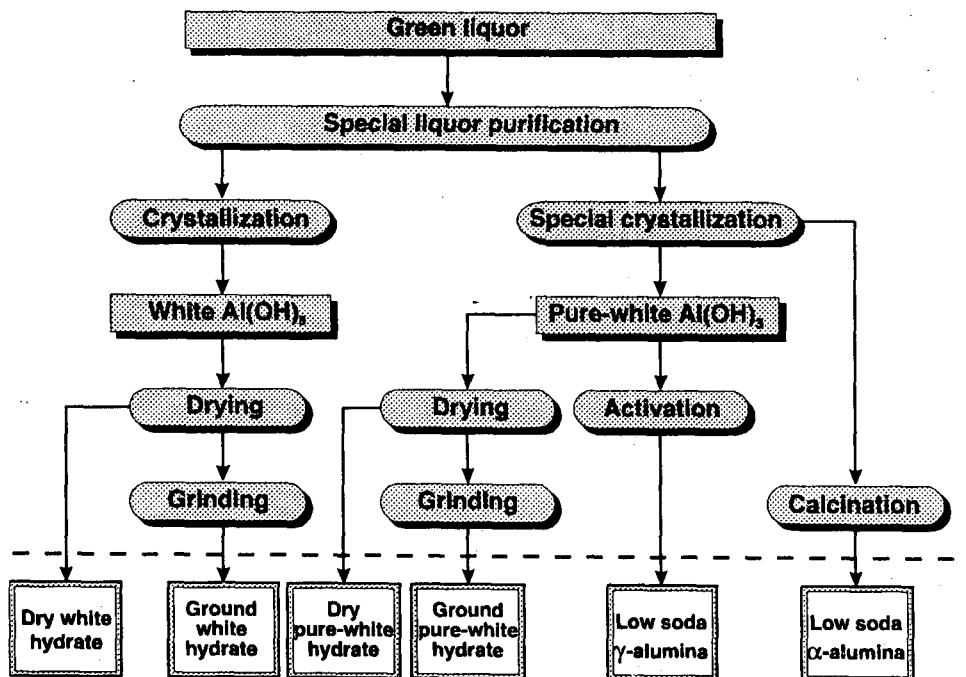 Green liquor
Special liquor purification
Crystallization
Special crystallization
White Al(OH)₃
Pure-white Al(OH)₃
Drying
Drying
Activation
Grinding
Grinding
Calcination
Dry white
hydrate
Ground
white
hydrate
Dry
pure-white
hydrate
Ground
pure-white
hydrate
Low soda
γ-alumina
Low soda
α-alumina